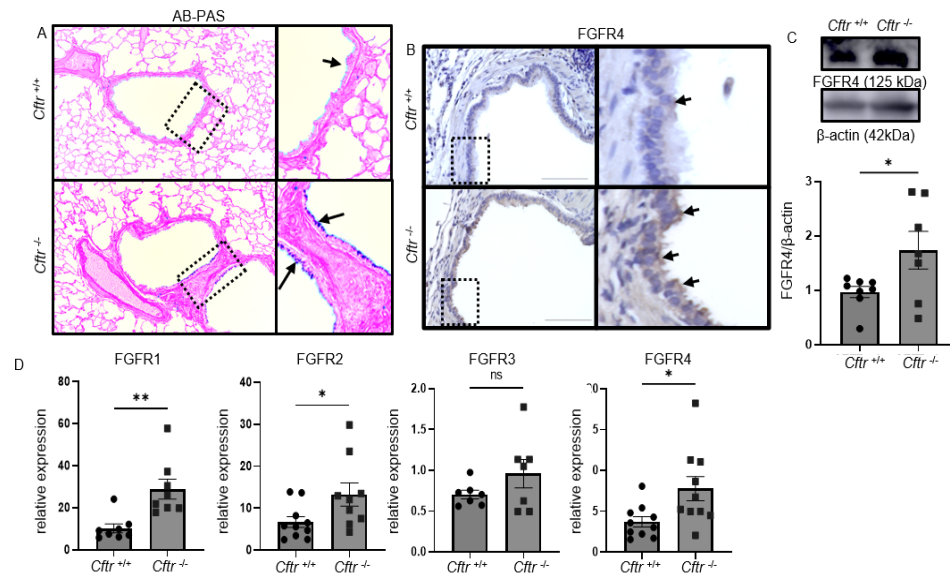 AB-PAS
A
Cftr +/+
Cftr -/-
B
FGFR4
Cftr +/+
Cftr -/-
C
Cftr +/+ Cftr -/-
FGFR4 (125 kDa)
β-actin (42kDa)
*
FGFR4/β-actin
3
2
1
0
Cftr +/+ Cftr -/-
D
FGFR1
**
relative expression
80
60
40
20
0
Cftr +/+ Cftr -/-
FGFR2
*
relative expression
40
30
20
10
0
Cftr +/+ Cftr -/-
FGFR3
ns
relative expression
2.0
1.5
1.0
0.5
0.0
Cftr +/+ Cftr -/-
FGFR4
*
relative expression
0
5
0
5
0
Cftr +/+ Cftr -/-